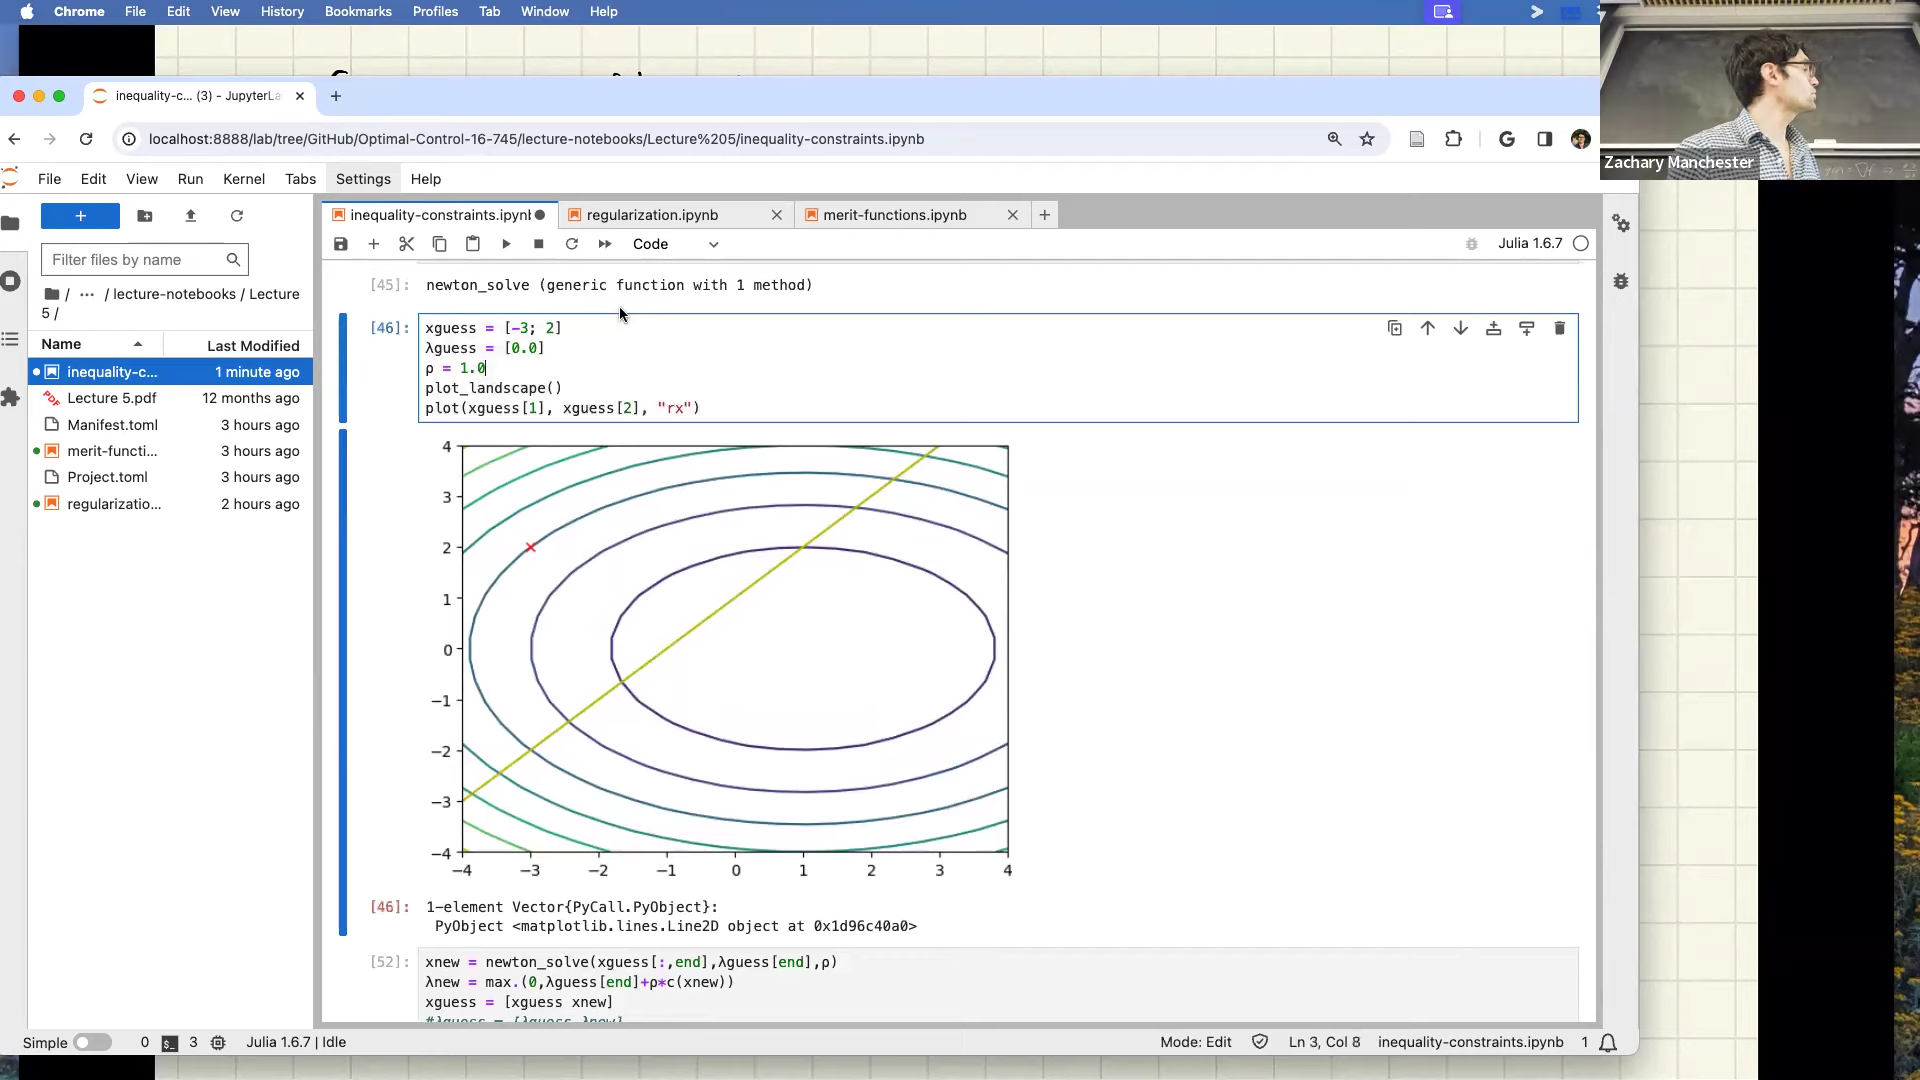 Chrome File Edit View History Bookmarks Profiles Tab Window Help
inequality-c... (3) - JupyterLa
localhost:8888/lab/tree/GitHub/Optimal-Control-16-745/lecture-notebooks/Lecture%205/inequality-constraints.ipynb
Zachary Manchester
File Edit View Run Kernel Tabs Settings Help
inequality-constraints.ipynb regularization.ipynb merit-functions.ipynb
Code
Julia 1.6.7
Filter files by name
/ ... / lecture-notebooks / Lecture
5 /
Name Last Modified
inequality-c... 1 minute ago
Lecture 5.pdf 12 months ago
Manifest.toml 3 hours ago
merit-functi... 3 hours ago
Project.toml 3 hours ago
regularizatio... 2 hours ago
[45]: newton_solve (generic function with 1 method)
[46]: xguess = [-3; 2]
λguess = [0.0]
ρ = 1.0
plot_landscape()
plot(xguess[1], xguess[2], "rx")
4
3
2
1
0
−1
−2
−3
−4
−4 −3 −2 −1 0 1 2 3 4
[46]: 1-element Vector{PyCall.PyObject}:
PyObject <matplotlib.lines.Line2D object at 0x1d96c40a0>
[52]: xnew = newton_solve(xguess[:,end],λguess[end],ρ)
λnew = max.(0,λguess[end]+ρ*c(xnew))
xguess = [xguess xnew]
#λguess = [λguess λnew]
Simple 0 3 Julia 1.6.7 | Idle Mode: Edit Ln 3, Col 8 inequality-constraints.ipynb 1